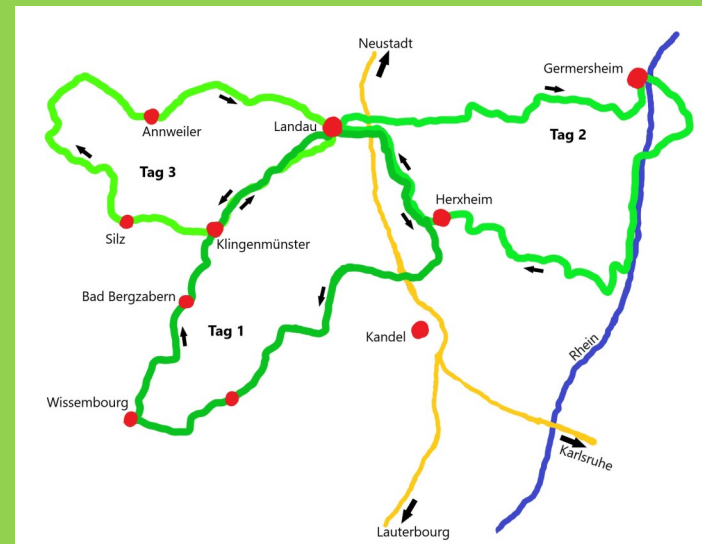 Neustadt
Germersheim
Landau
Tag 2
Annweiler
Tag 3
Herxheim
Silz
Klingenmünster
Bad Bergzabern
Tag 1
Kandel
Rhein
Wissembourg
Karlsruhe
Lauterbourg